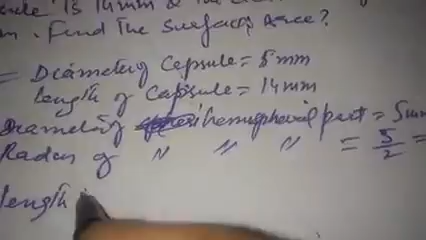 is 14mm & the
. Find the Surface area?
= Diameter of Capsule = 5mm
length of Capsule = 14mm
Diameter of hemispherical part = 5mm
Radius of " " " = 5/2 =
length